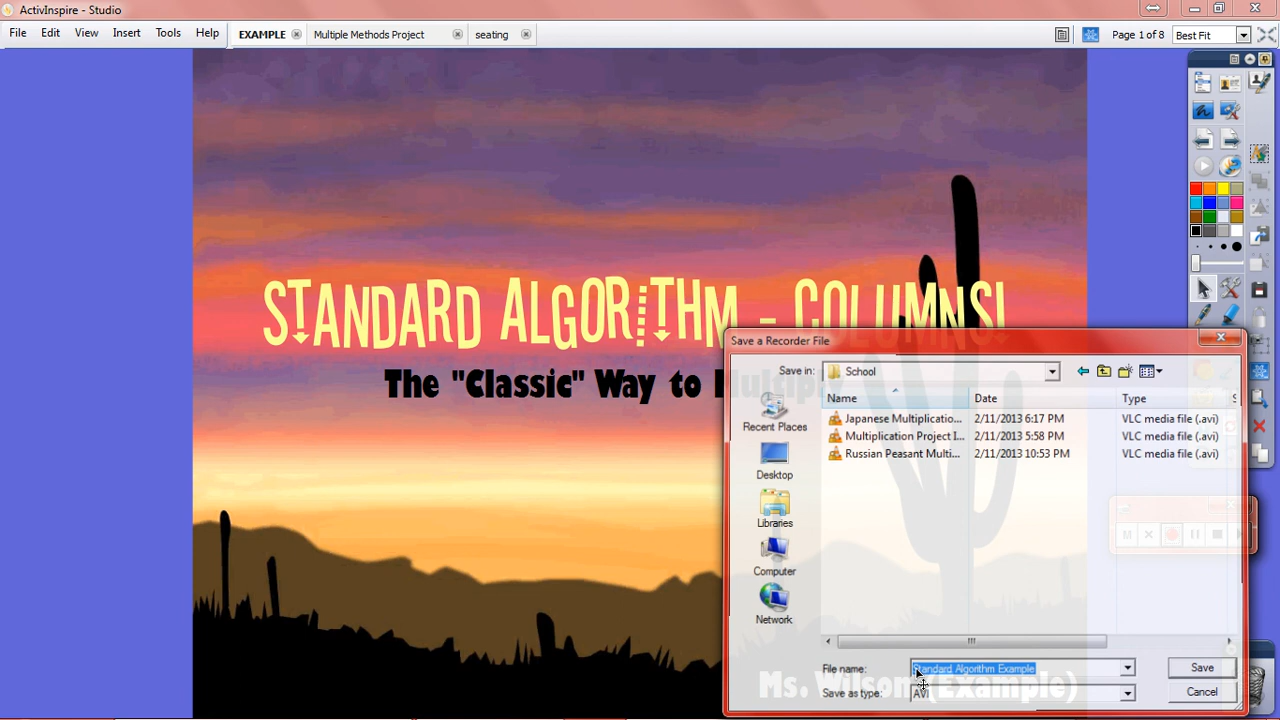 ActivInspire - Studio
File Edit View Insert Tools Help
EXAMPLE Multiple Methods Project seating
Page 1 of 8 Best Fit
STANDARD ALGORITHM - COLUMNS!
The "Classic" Way to Multiply
Save a Recorder File
Save in: School
Name Date Type S
Japanese Multiplicatio... 2/11/2013 6:17 PM VLC media file (.avi)
Multiplication Project I... 2/11/2013 5:58 PM VLC media file (.avi)
Russian Peasant Multi... 2/11/2013 10:53 PM VLC media file (.avi)
Recent Places
Desktop
Libraries
Computer
Network
File name: Standard Algorithm Example Save
Save as type: AVI Cancel
Ms. Wilson (Example)